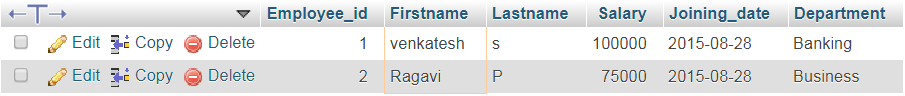 ←T→ ▼ Employee_id Firstname Lastname Salary Joining_date Department
Edit Copy Delete 1 venkatesh s 100000 2015-08-28 Banking
Edit Copy Delete 2 Ragavi P 75000 2015-08-28 Business